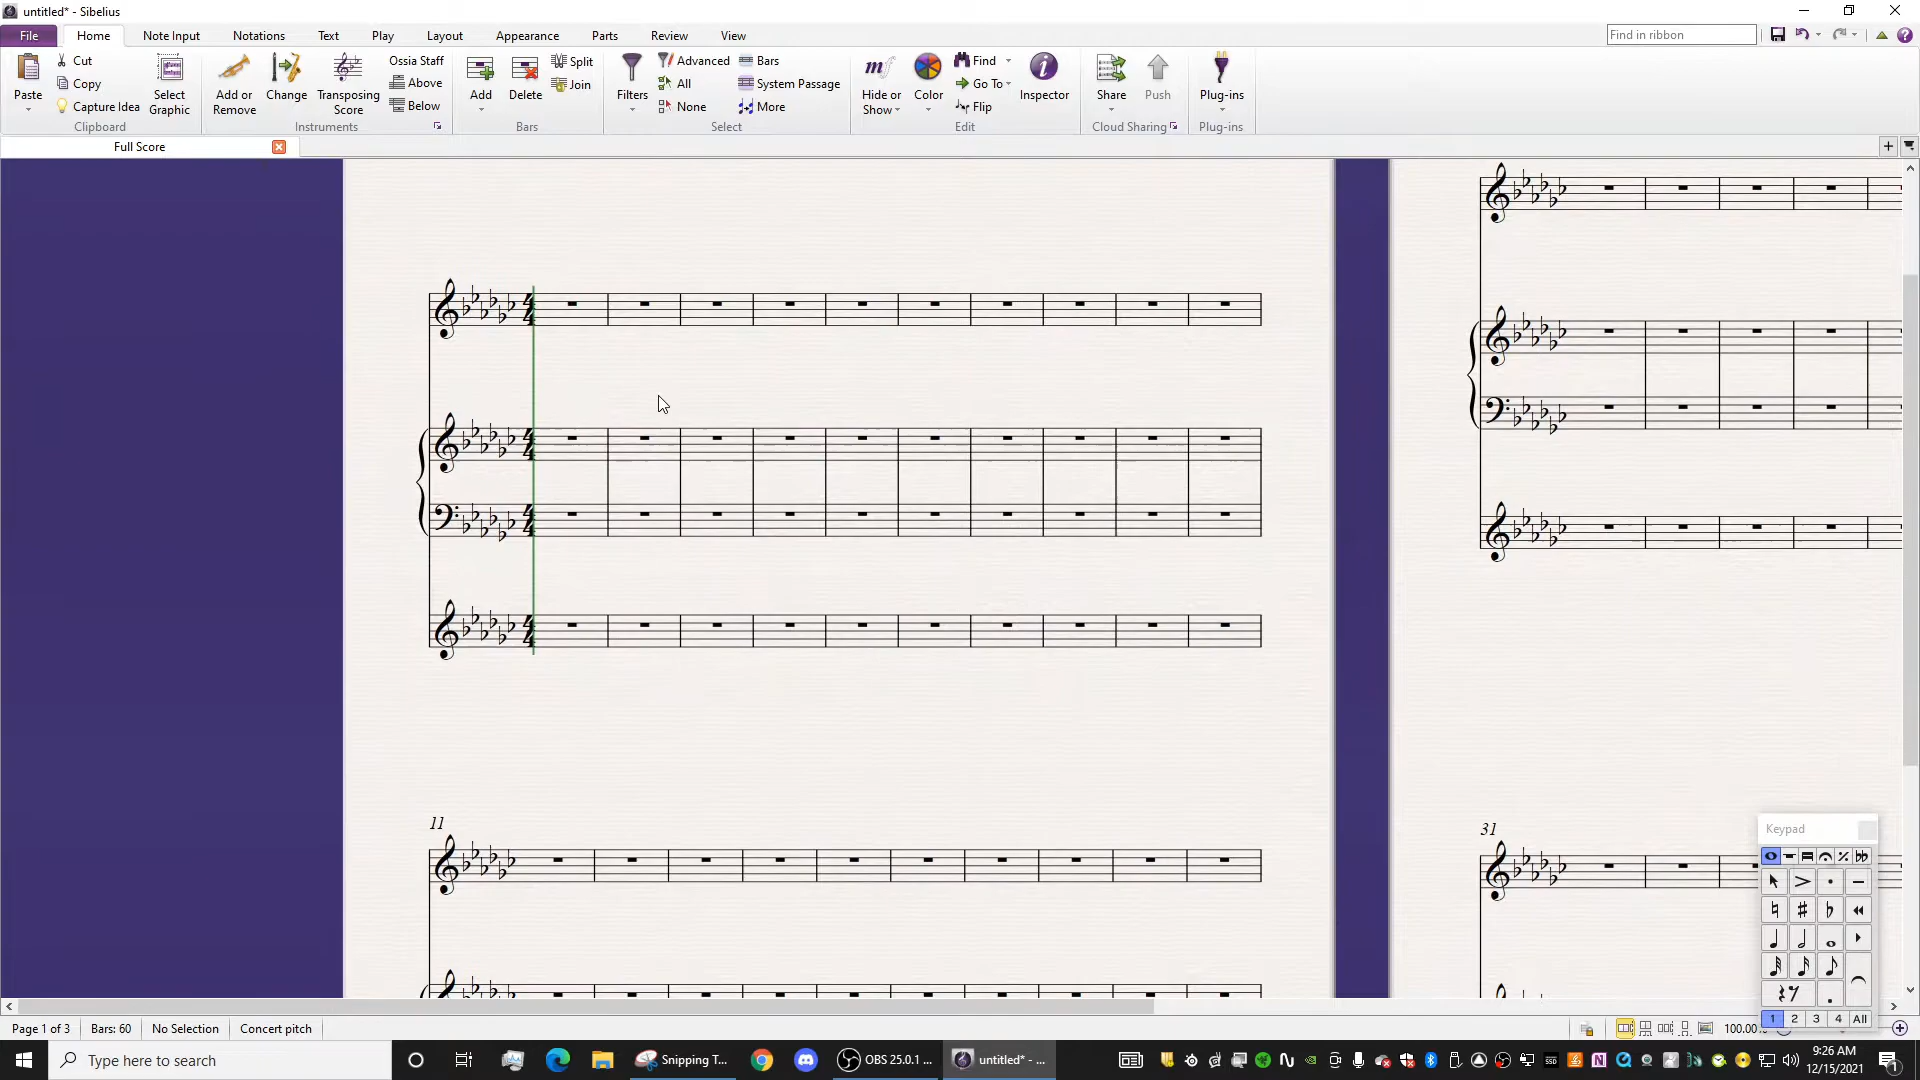 untitled* - Sibelius
File Home Note Input Notations Text Play Layout Appearance Parts Review View Find in ribbon
Paste Cut Copy Capture Idea Select Graphic
Clipboard
Add or Remove Change Transposing Score Ossia Staff Above Below
Instruments
Add Delete Split Join
Bars
Filters Advanced All None Bars System Passage More
Select
Hide or Show Color Find Go To Flip Inspector
Edit
Share Push
Cloud Sharing
Plug-ins
Plug-ins
Full Score
11
31
Keypad
1 2 3 4 All
Page 1 of 3 Bars: 60 No Selection Concert pitch
Type here to search
Snipping T...
OBS 25.0.1 ...
untitled* - ...
9:26 AM
12/15/2021